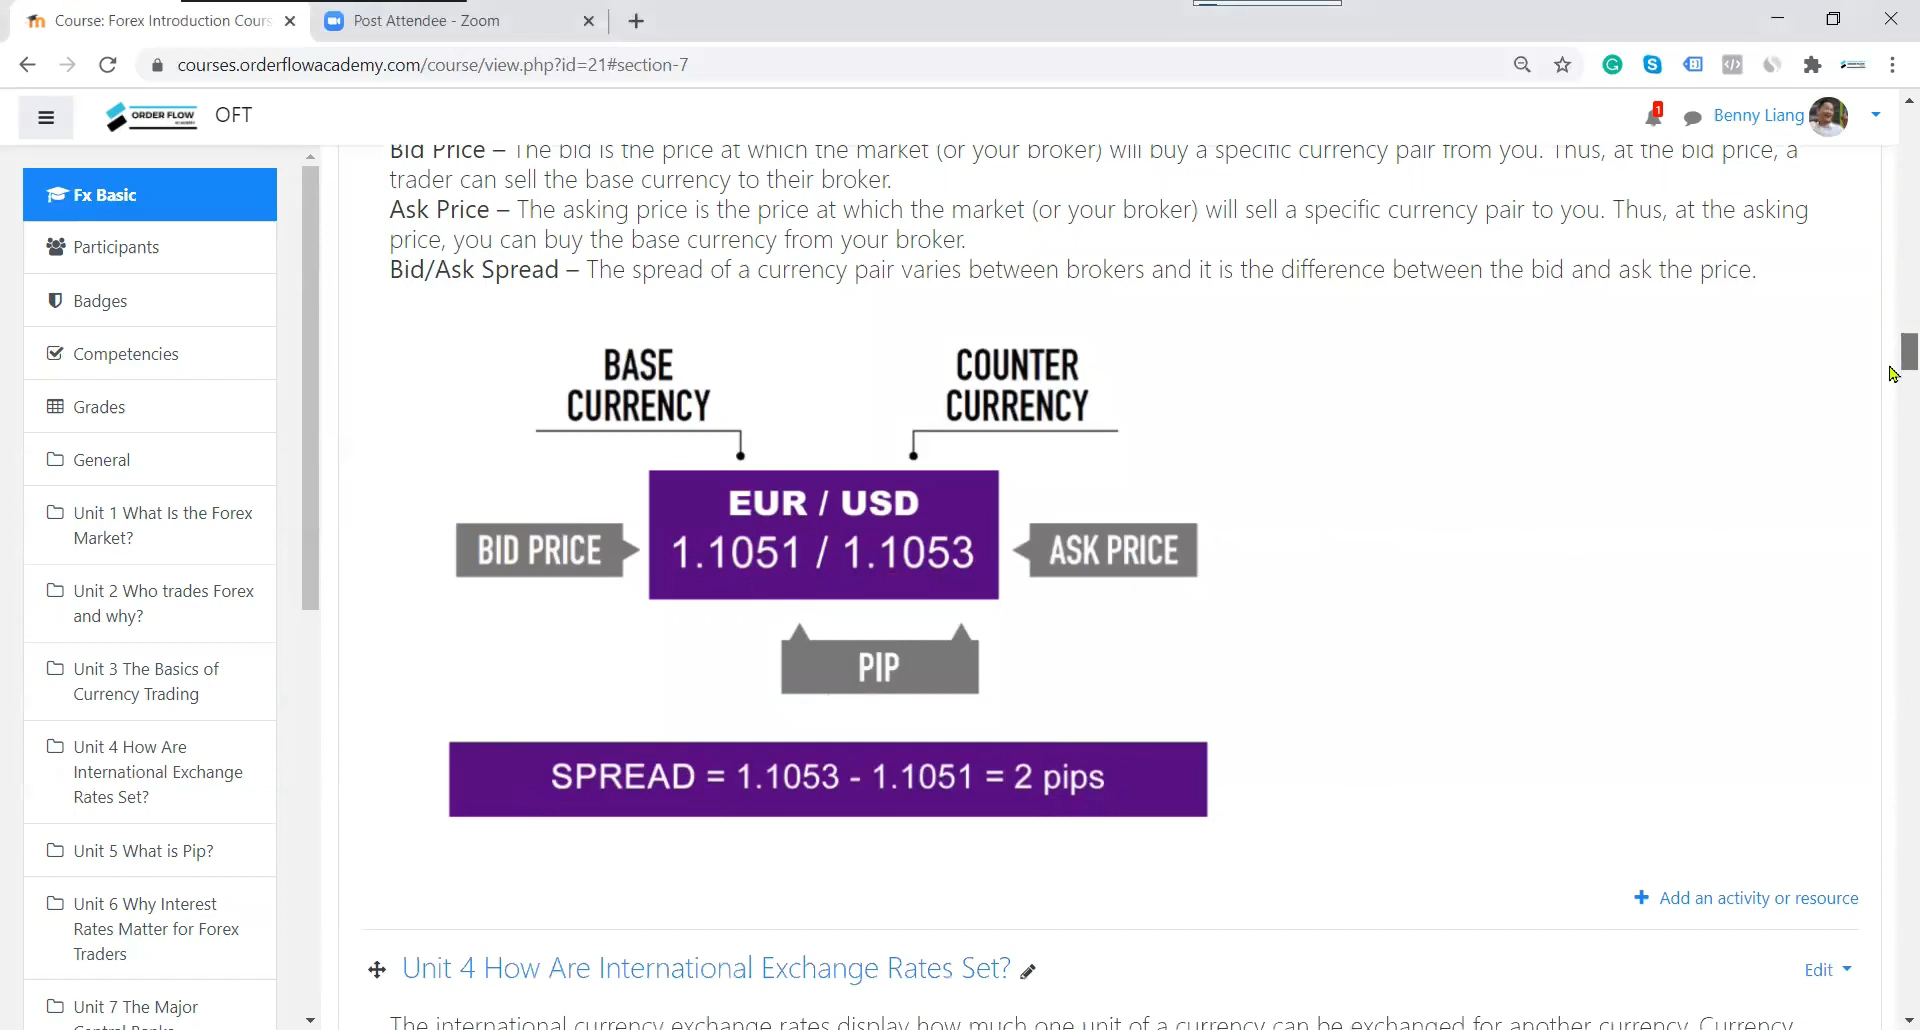 Course: Forex Introduction Cours
Post Attendee - Zoom
courses.orderflowacademy.com/course/view.php?id=21#section-7
ORDER FLOW
ACADEMY
OFT
1
Benny Liang
Fx Basic
Participants
Badges
Competencies
Grades
General
Unit 1 What Is the Forex
Market?
Unit 2 Who trades Forex
and why?
Unit 3 The Basics of
Currency Trading
Unit 4 How Are
International Exchange
Rates Set?
Unit 5 What is Pip?
Unit 6 Why Interest
Rates Matter for Forex
Traders
Unit 7 The Major
Central Banks
Bid Price – The bid is the price at which the market (or your broker) will buy a specific currency pair from you. Thus, at the bid price, a
trader can sell the base currency to their broker.
Ask Price – The asking price is the price at which the market (or your broker) will sell a specific currency pair to you. Thus, at the asking
price, you can buy the base currency from your broker.
Bid/Ask Spread – The spread of a currency pair varies between brokers and it is the difference between the bid and ask the price.
BASE
CURRENCY
COUNTER
CURRENCY
EUR / USD
BID PRICE
1.1051 / 1.1053
ASK PRICE
PIP
SPREAD = 1.1053 - 1.1051 = 2 pips
Add an activity or resource
Unit 4 How Are International Exchange Rates Set?
Edit
The international currency exchange rates display how much one unit of a currency can be exchanged for another currency. Currency